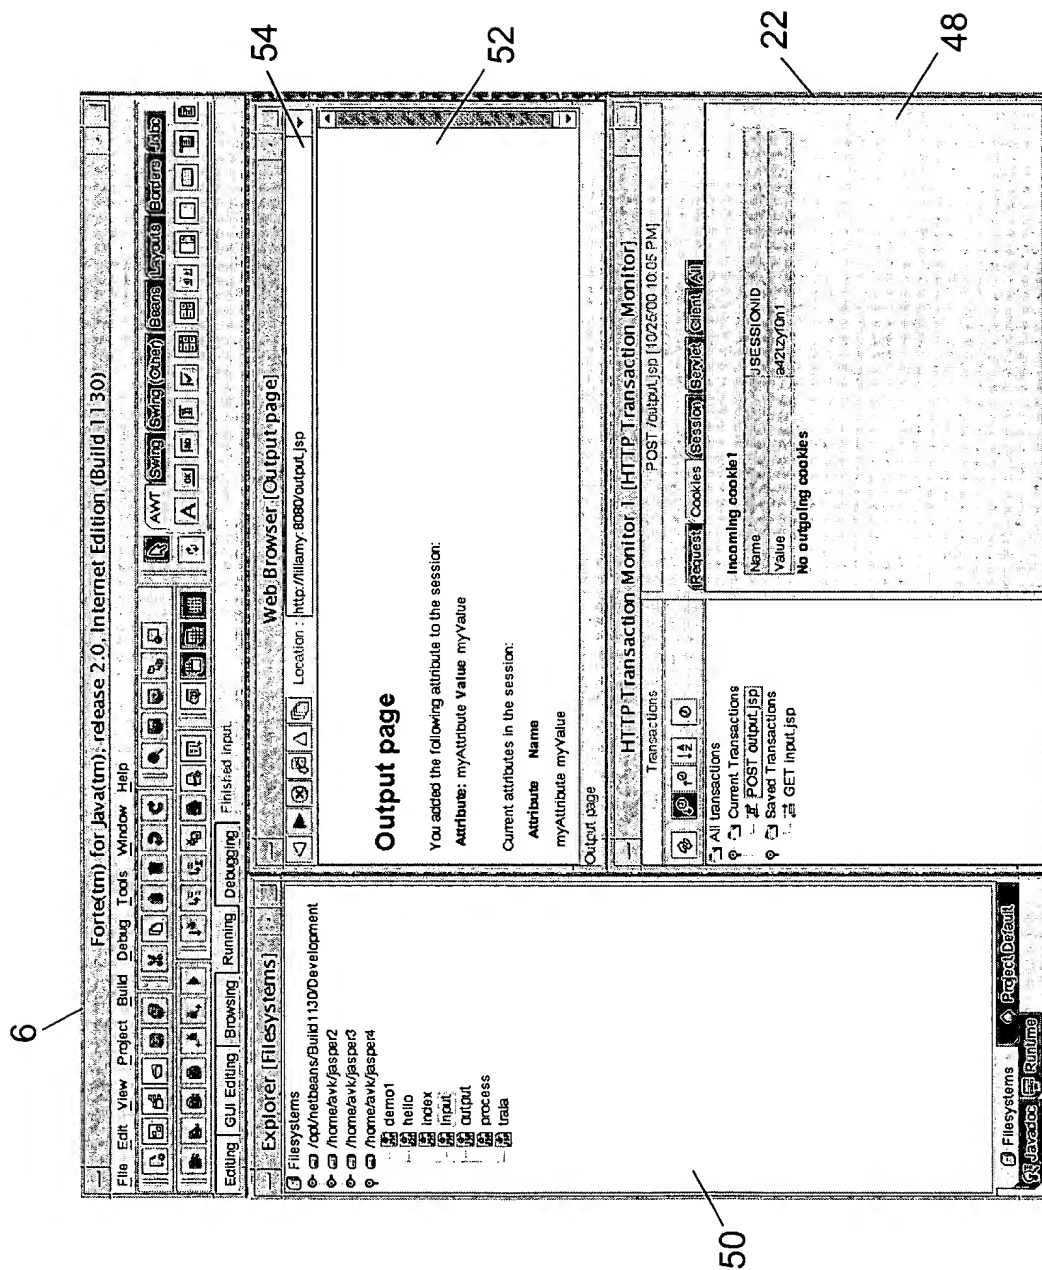 6
Forte(tm) for Java(tm), release 2.0, Internet Edition (Build 1130)
File Edit View Project Build Debug Tools Window Help
AWT Swing Swing (Other) Beans Layouts Borders Jdbc
Editing GUI Editing Browsing Running Debugging Finished Input.
Explorer [Filesystems]
Filesystems
/opt/netbeans/Build1130/Development
/home/avk/jasper2
/home/avk/jasper3
/home/avk/jasper4
demo1
hello
index
input
output
process
trala
Filesystems
Project Default
Javadoc Runtime
50
Web Browser [Output page]
Location : http://lillamy:8080/output.jsp
54
Output page
You added the following attribute to the session:
Attribute: myAttribute Value myValue
Current attributes in the session:
Attribute Name
myAttribute myValue
Output page
52
HTTP Transaction Monitor 1 [HTTP Transaction Monitor]
Transactions
All transactions
Current Transactions
POST output.jsp
Saved Transactions
GET input.jsp
POST /output.jsp [10/25/00 10:05 PM]
Request Cookies Session Servlet Client All
Incoming cookie1
Name JSESSIONID
Value a42tzyf0n1
No outgoing cookies
22
48